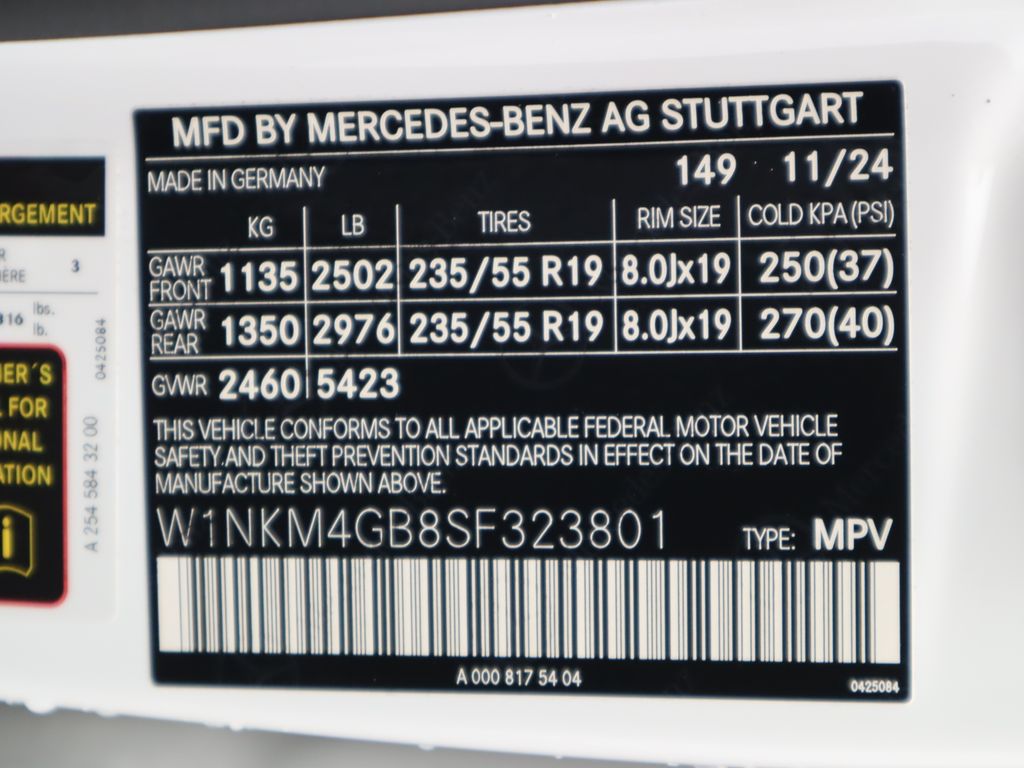 MFD BY MERCEDES-BENZ AG STUTTGART
MADE IN GERMANY 149 11/24
KG LB TIRES RIM SIZE COLD KPA(PSI)
GAWR FRONT 1135 2502 235/55 R19 8.0Jx19 250(37)
GAWR REAR 1350 2976 235/55 R19 8.0Jx19 270(40)
GVWR 2460 5423
THIS VEHICLE CONFORMS TO ALL APPLICABLE FEDERAL MOTOR VEHICLE
SAFETY AND THEFT PREVENTION STANDARDS IN EFFECT ON THE DATE OF
MANUFACTURE SHOWN ABOVE.
W1NKM4GB8SF323801 TYPE: MPV
A 000 817 54 04
0425084
RGEMENT
R
IÈRE 3
816 lbs.
lb.
0425084
A 254 584 32 00
ER´S
FOR
NAL
ATION
i